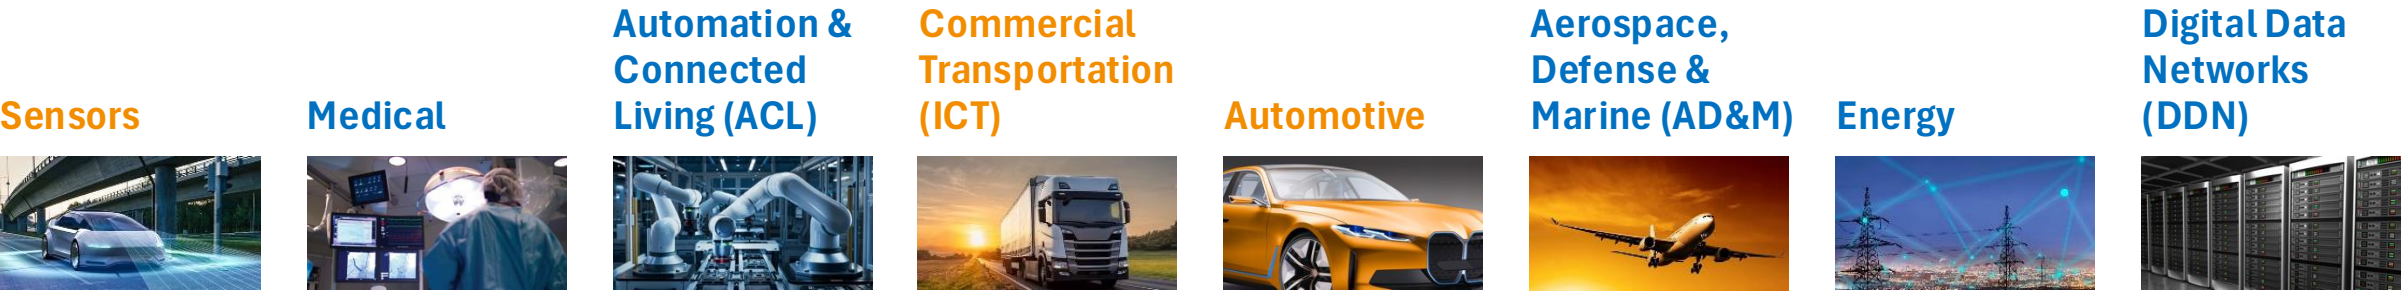 Sensors
Medical
Automation &
Connected
Living (ACL)
Commercial
Transportation
(ICT)
Automotive
Aerospace,
Defense &
Marine (AD&M)
Energy
Digital Data
Networks
(DDN)